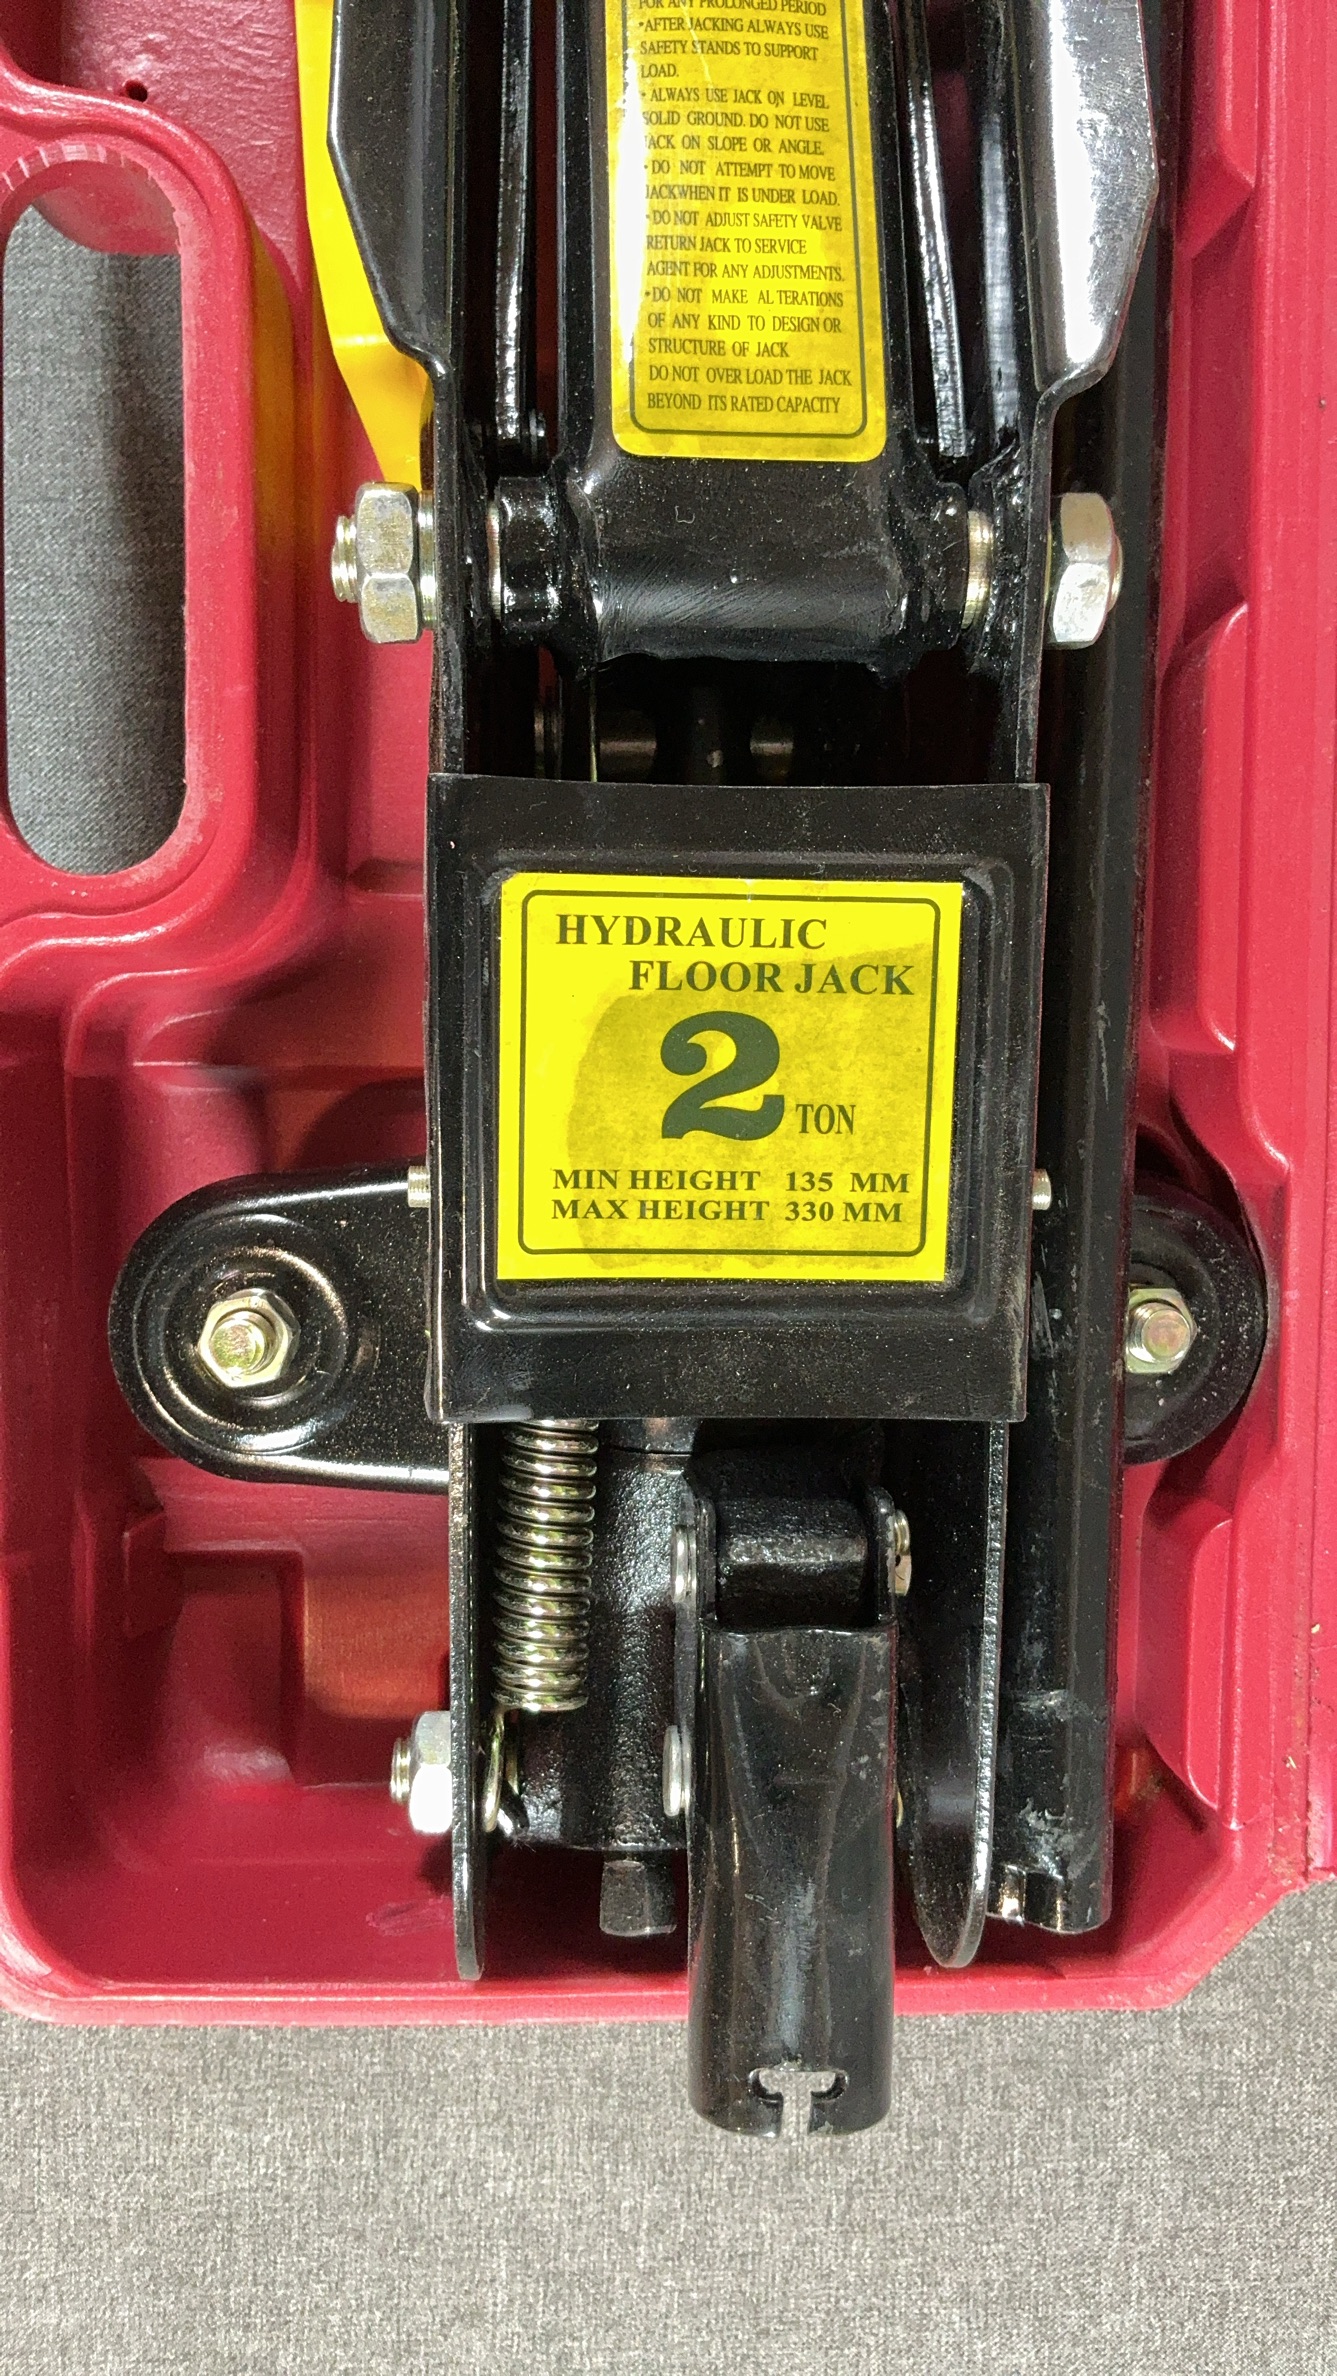 FOR ANY PROLONGED PERIOD
•AFTER JACKING ALWAYS USE
SAFETY STANDS TO SUPPORT
LOAD.
• ALWAYS USE JACK ON LEVEL
SOLID GROUND. DO NOT USE
JACK ON SLOPE OR ANGLE.
• DO NOT ATTEMPT TO MOVE
JACKWHEN IT IS UNDER LOAD.
• DO NOT ADJUST SAFETY VALVE
RETURN JACK TO SERVICE
AGENT FOR ANY ADJUSTMENTS.
•DO NOT MAKE AL TERATIONS
OF ANY KIND TO DESIGN OR
STRUCTURE OF JACK
DO NOT OVER LOAD THE JACK
BEYOND ITS RATED CAPACITY
HYDRAULIC
FLOOR JACK
2 TON
MIN HEIGHT 135 MM
MAX HEIGHT 330 MM